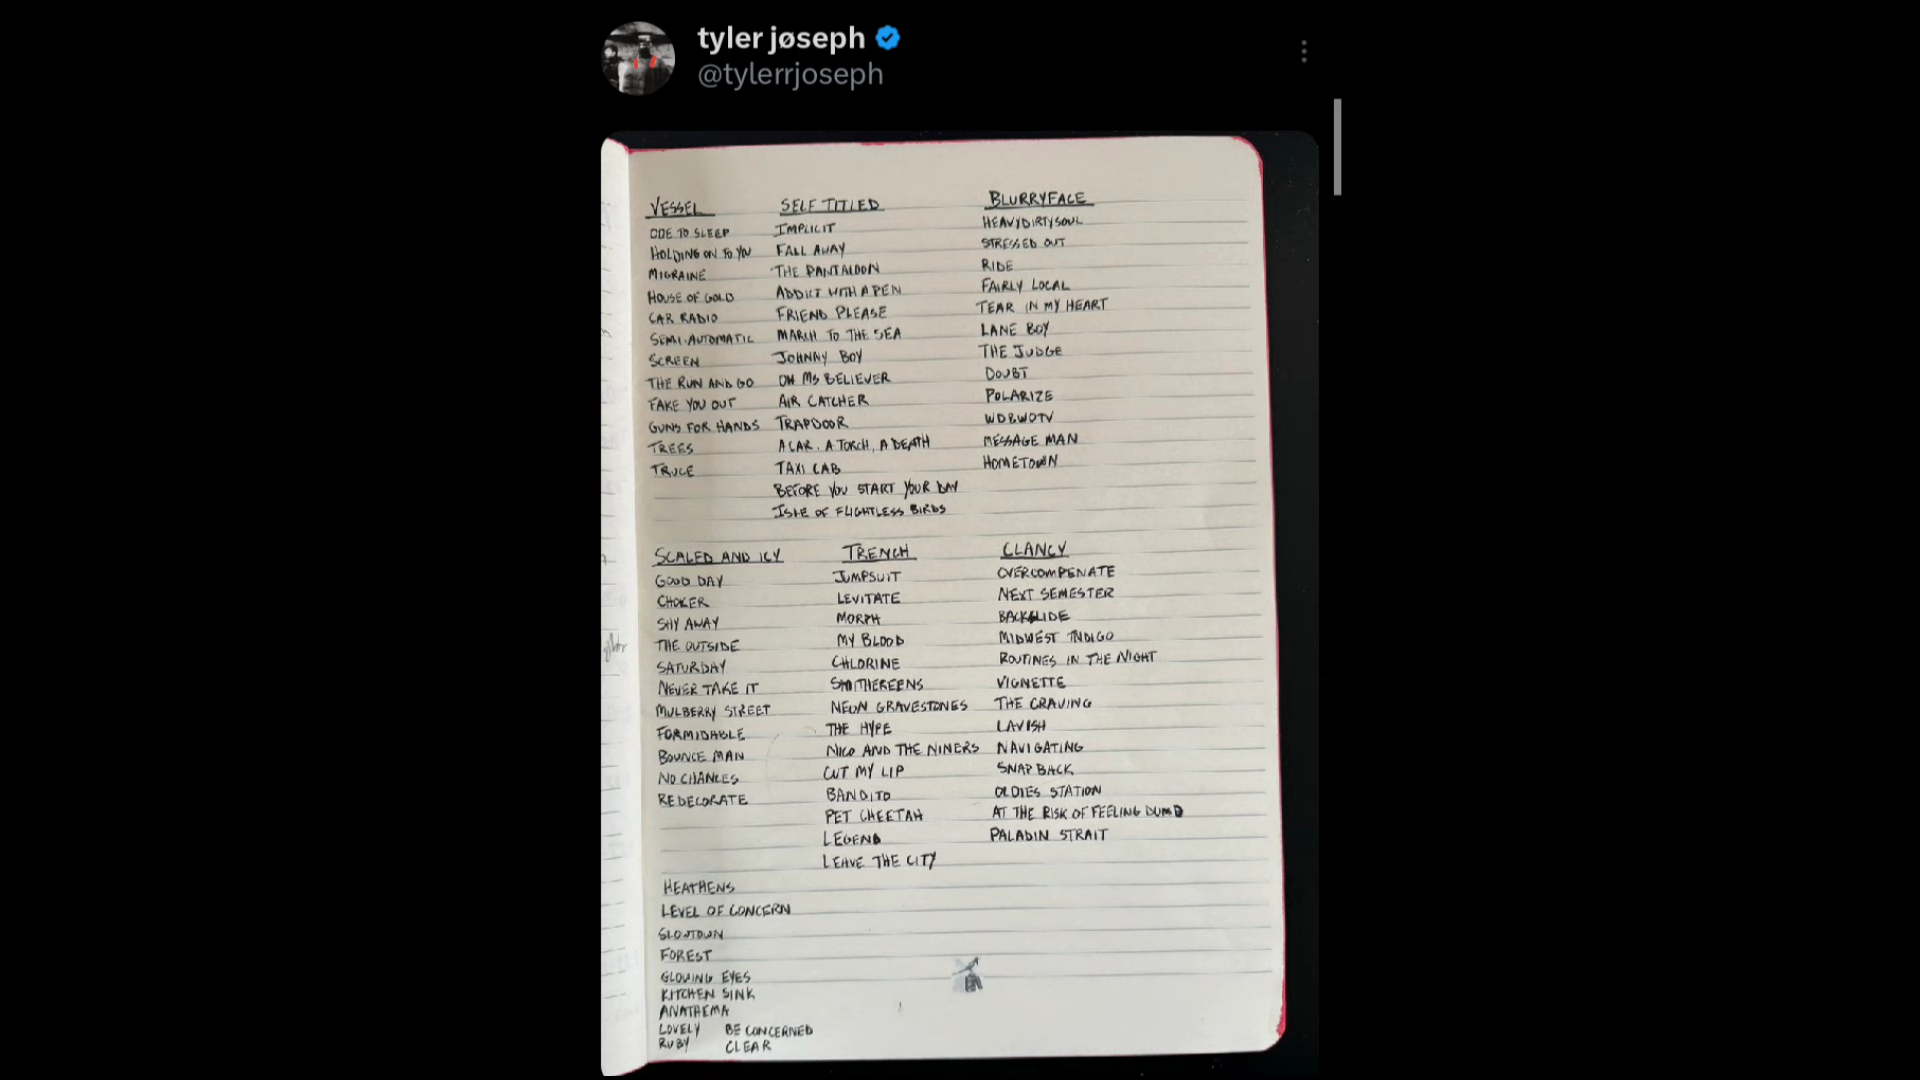 tyler jøseph
@tylerrjoseph
VESSEL
ODE TO SLEEP
HOLDING ON TO YOU
MIGRAINE
HOUSE OF GOLD
CAR RADIO
SEMI-AUTOMATIC
SCREEN
THE RUN AND GO
FAKE YOU OUT
GUNS FOR HANDS
TREES
TRUCE
SELF TITLED
IMPLICIT
FALL AWAY
THE PANTALOON
ADDICT WITH A PEN
FRIEND PLEASE
MARCH TO THE SEA
JOHNNY BOY
OH MS BELIEVER
AIR CATCHER
TRAPDOOR
A CAR, A TORCH, A DEATH
TAXI CAB
BEFORE YOU START YOUR DAY
ISLE OF FLIGHTLESS BIRDS
BLURRYFACE
HEAVYDIRTYSOUL
STRESSED OUT
RIDE
FAIRLY LOCAL
TEAR IN MY HEART
LANE BOY
THE JUDGE
DOUBT
POLARIZE
WDBWOTV
MESSAGE MAN
HOMETOWN
SCALED AND ICY
GOOD DAY
CHOKER
SHY AWAY
THE OUTSIDE
SATURDAY
NEVER TAKE IT
MULBERRY STREET
FORMIDABLE
BOUNCE MAN
NO CHANCES
REDECORATE
TRENCH
JUMPSUIT
LEVITATE
MORPH
MY BLOOD
CHLORINE
SMITHEREENS
NEON GRAVESTONES
THE HYPE
NICO AND THE NINERS
CUT MY LIP
BANDITO
PET CHEETAH
LEGEND
LEAVE THE CITY
CLANCY
OVERCOMPENATE
NEXT SEMESTER
BACKSLIDE
MIDWEST INDIGO
ROUTINES IN THE NIGHT
VIGNETTE
THE CRAVING
LAVISH
NAVIGATING
SNAP BACK
OLDIES STATION
AT THE RISK OF FEELING DUMB
PALADIN STRAIT
HEATHENS
LEVEL OF CONCERN
SLOWTOWN
FOREST
GLOWING EYES
KITCHEN SINK
ANATHEMA
LOVELY BE CONCERNED
RUBY CLEAR